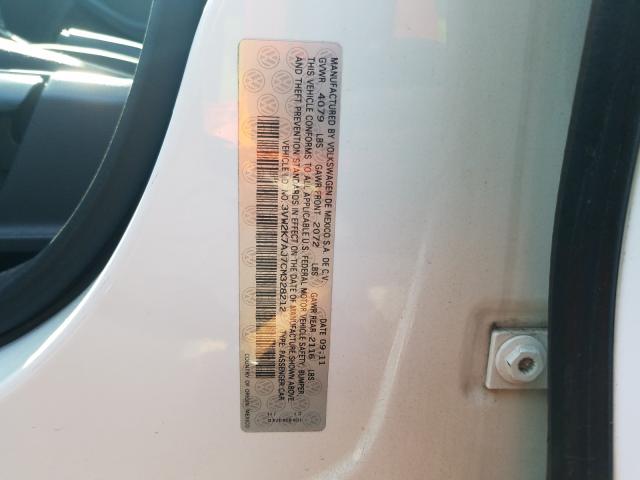 MANUFACTURED BY VOLKSWAGEN DE MEXICO S.A. DE C.V. DATE 09.11
GVWR 4079 LBS GAWR FRONT 2072 LBS GAWR REAR 2116 LBS
THIS VEHICLE CONFORMS TO ALL APPLICABLE U.S. FEDERAL MOTOR VEHICLE SAFETY, BUMPER,
AND THEFT PREVENTION STANDARDS IN EFFECT ON THE DATE OF MANUFACTURE SHOWN ABOVE
VEHICLE I.D. NO. 3VW2K7AJ7CM328212 TYPE: PASSENGER CAR
COUNTRY OF ORIGIN: MEXICO